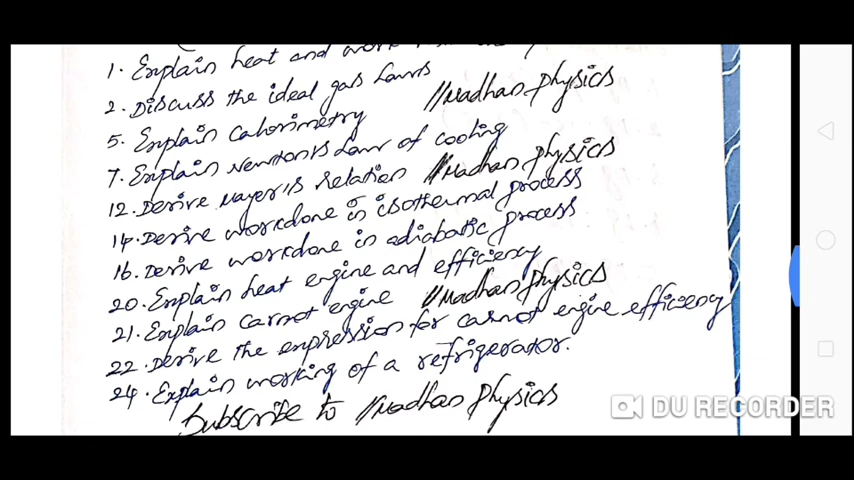 1. Explain heat and work
2. Discuss the ideal gas laws
//Madhan Physics
5. Explain calorimetry
7. Explain Newton's Law of cooling
12. Derive Mayer's relation //Madhan Physics
14. Derive workdone in isothermal process
16. Derive workdone in adiabatic process
20. Explain heat engine and efficiency
21. Explain carnot engine //Madhan Physics
22. Derive the expression for carnot engine efficiency
24. Explain working of a refrigerator.
Subscribe to //Madhan Physics
DU RECORDER